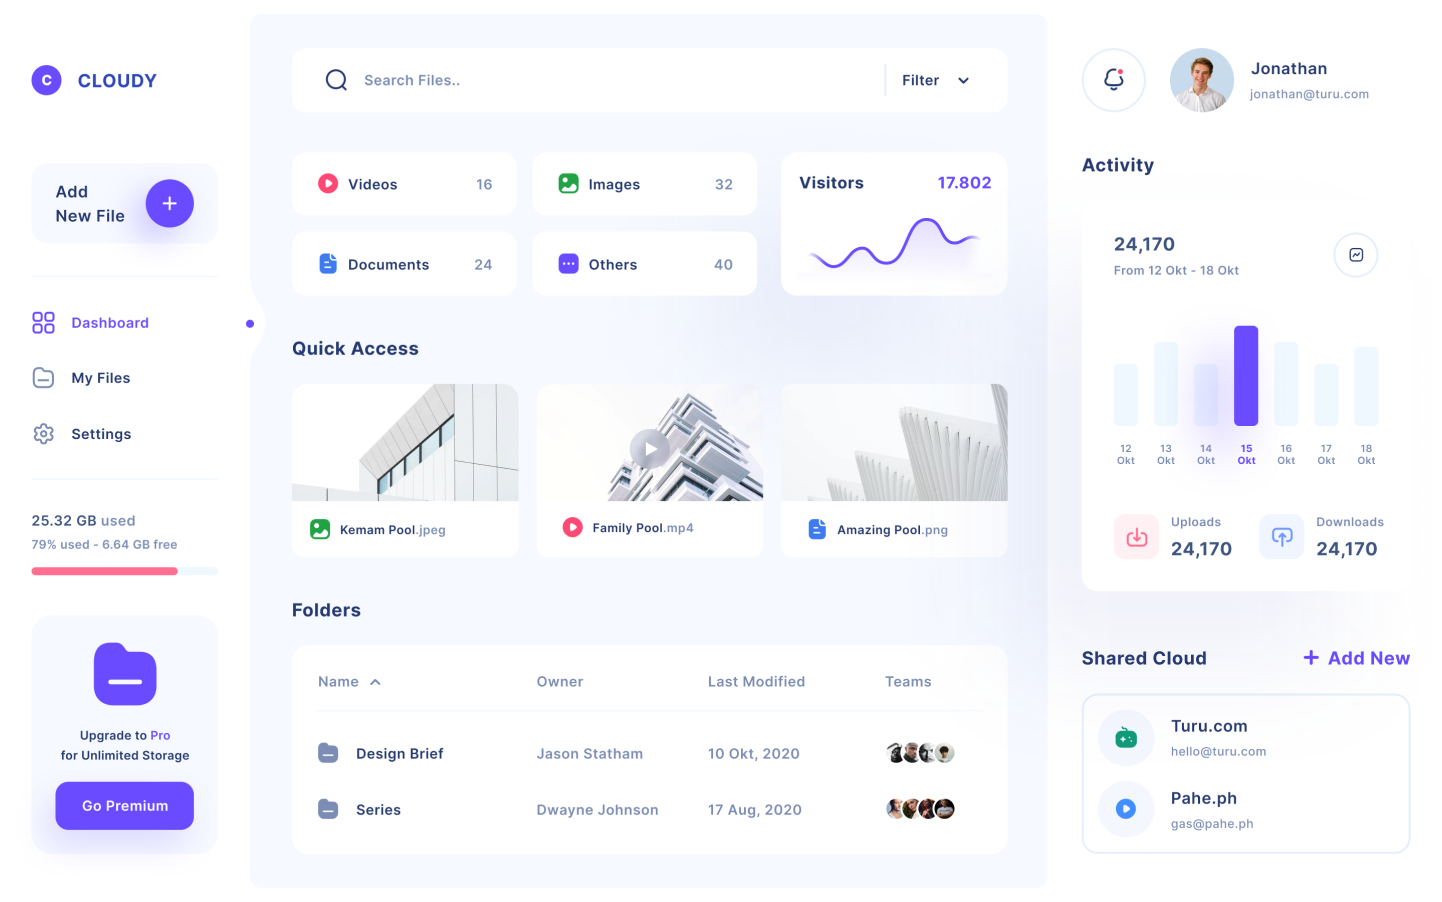 C CLOUDY
Add
New File
Dashboard
My Files
Settings
25.32 GB used
79% used - 6.64 GB free
Upgrade to Pro
for Unlimited Storage
Go Premium
Search Files..
Filter
Videos 16
Images 32
Documents 24
Others 40
Visitors 17.802
Quick Access
Kemam Pool.jpeg
Family Pool.mp4
Amazing Pool.png
Folders
Name Owner Last Modified Teams
Design Brief Jason Statham 10 Okt, 2020
Series Dwayne Johnson 17 Aug, 2020
Jonathan
jonathan@turu.com
Activity
24,170
From 12 Okt - 18 Okt
12 13 14 15 16 17 18
Okt Okt Okt Okt Okt Okt Okt
Uploads Downloads
24,170 24,170
Shared Cloud
+ Add New
Turu.com
hello@turu.com
Pahe.ph
gas@pahe.ph